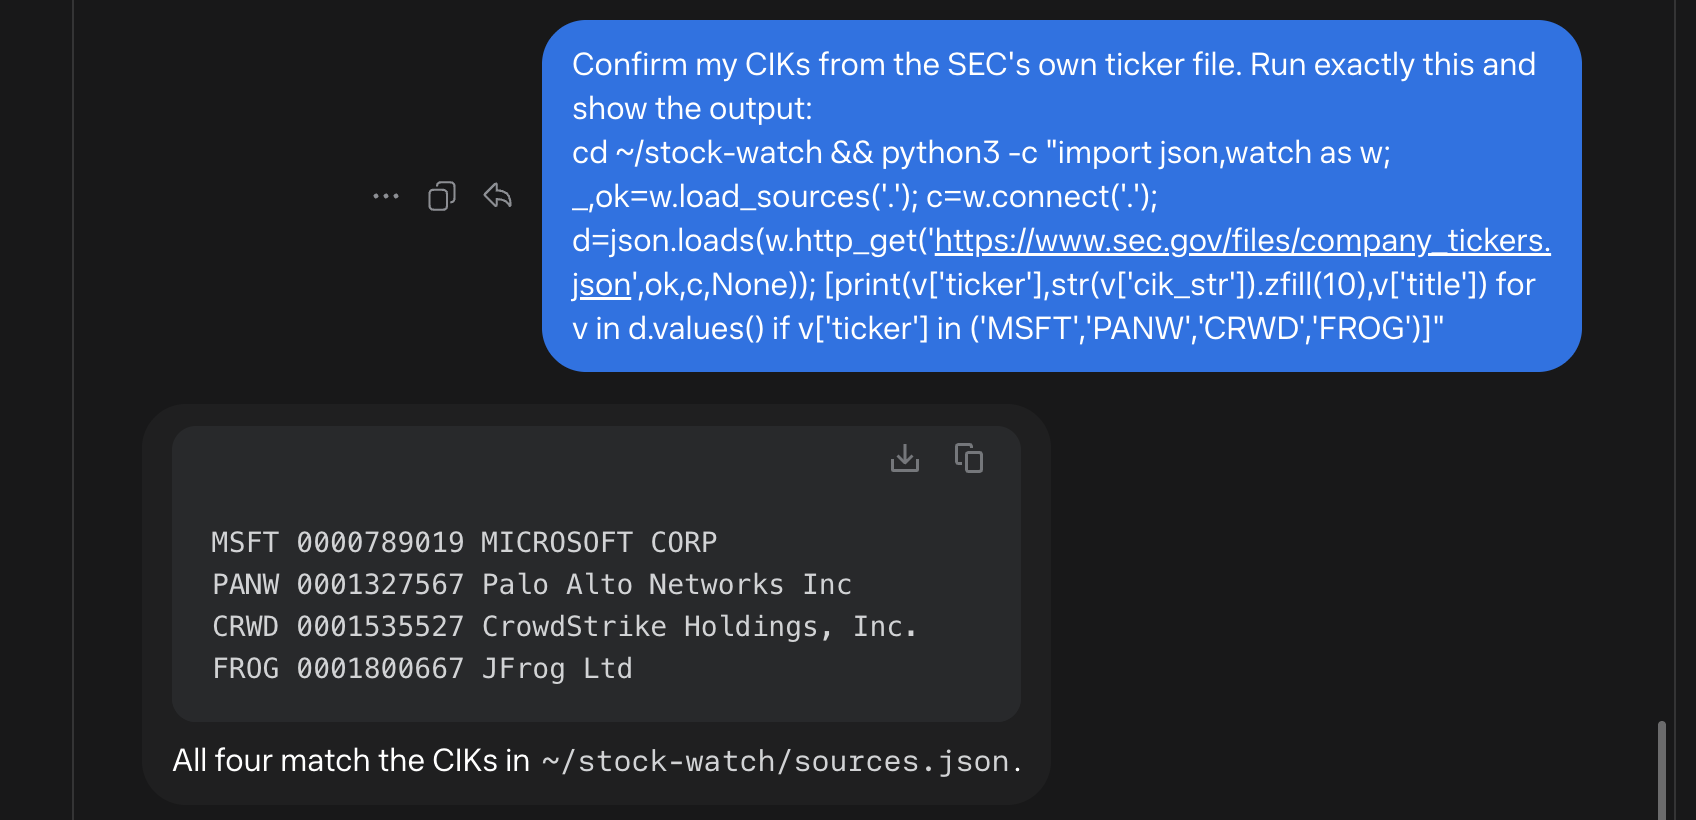 Confirm my CIKs from the SEC's own ticker file. Run exactly this and
show the output:
cd ~/stock-watch && python3 -c "import json,watch as w;
_,ok=w.load_sources('.'); c=w.connect('.');
d=json.loads(w.http_get('https://www.sec.gov/files/company_tickers.
json',ok,c,None)); [print(v['ticker'],str(v['cik_str']).zfill(10),v['title']) for
v in d.values() if v['ticker'] in ('MSFT','PANW','CRWD','FROG')]"
MSFT 0000789019 MICROSOFT CORP
PANW 0001327567 Palo Alto Networks Inc
CRWD 0001535527 CrowdStrike Holdings, Inc.
FROG 0001800667 JFrog Ltd
All four match the CIKs in ~/stock-watch/sources.json.